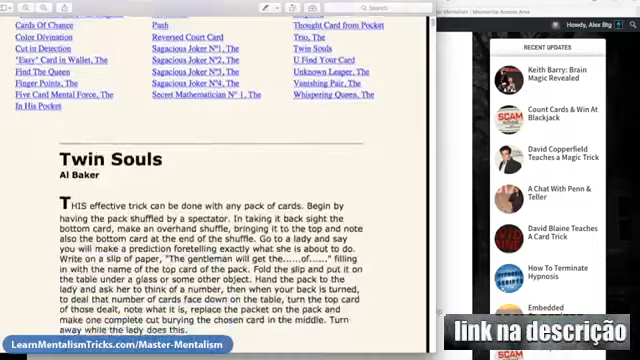 Search
Master Mentalism | Mesmerize Across Area
Howdy, Alex Btg
Cards Of Chance
Push
Thought Card from Pocket
Color Divination
Reversed Court Card
Trio, The
Cut in Detection
Sagacious Joker Nº1, The
Twin Souls
"Easy" Card in Wallet, The
Sagacious Joker Nº2, The
U Find Your Card
Find The Queen
Sagacious Joker Nº3, The
Unknown Leaper, The
Finger Points, The
Sagacious Joker Nº4, The
Vanishing Pair, The
Five Card Mental Force, The
Secret Mathematician Nº 1, The
Whispering Queen, The
In His Pocket
Twin Souls
Al Baker
THIS effective trick can be done with any pack of cards. Begin by
having the pack shuffled by a spectator. In taking it back sight the
bottom card, make an overhand shuffle, bringing it to the top and note
also the bottom card at the end of the shuffle. Go to a lady and say
you will make a prediction foretelling exactly what she is about to do.
Write on a slip of paper, "The gentleman will get the......of......" filling
in with the name of the top card of the pack. Fold the slip and put it on
the table under a glass or some other object. Hand the pack to the
lady and ask her to think of a number, then when your back is turned,
to deal that number of cards face down on the table, turn the top card
of those dealt, note what it is, replace the packet on the pack and
make one complete cut burying the chosen card in the middle. Turn
away while the lady does this.
RECENT UPDATES
Keith Barry: Brain
Magic Revealed
SCAM
Count Cards & Win At
Blackjack
David Copperfield
Teaches a Magic Trick
A Chat With Penn &
Teller
David Blaine Teaches
A Card Trick
HYPNOSIS
SCRIPTS
How To Terminate
Hypnosis
Embedded
SCAM
LearnMentalismTricks.com/Master-Mentalism
link na descrição